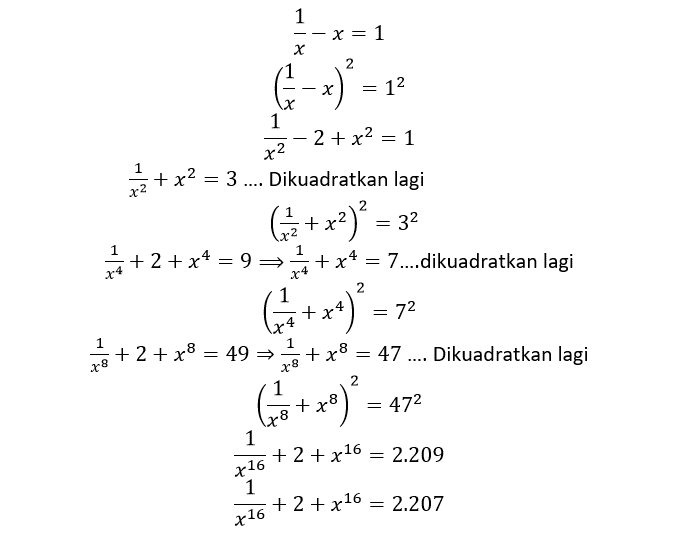 1/x − x = 1
(1/x − x)² = 1²
1/x² − 2 + x² = 1
1/x² + x² = 3 .... Dikuadratkan lagi
(1/x² + x²)² = 3²
1/x⁴ + 2 + x⁴ = 9 ⟹ 1/x⁴ + x⁴ = 7....dikuadratkan lagi
(1/x⁴ + x⁴)² = 7²
1/x⁸ + 2 + x⁸ = 49 ⇒ 1/x⁸ + x⁸ = 47 .... Dikuadratkan lagi
(1/x⁸ + x⁸)² = 47²
1/x¹⁶ + 2 + x¹⁶ = 2.209
1/x¹⁶ + 2 + x¹⁶ = 2.207